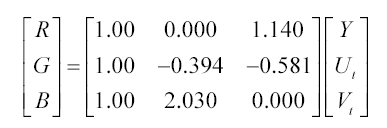 [R] [1.00 0.000 1.140] [Y]
[G] = [1.00 −0.394 −0.581] [U_t]
[B] [1.00 2.030 0.000] [V_t]